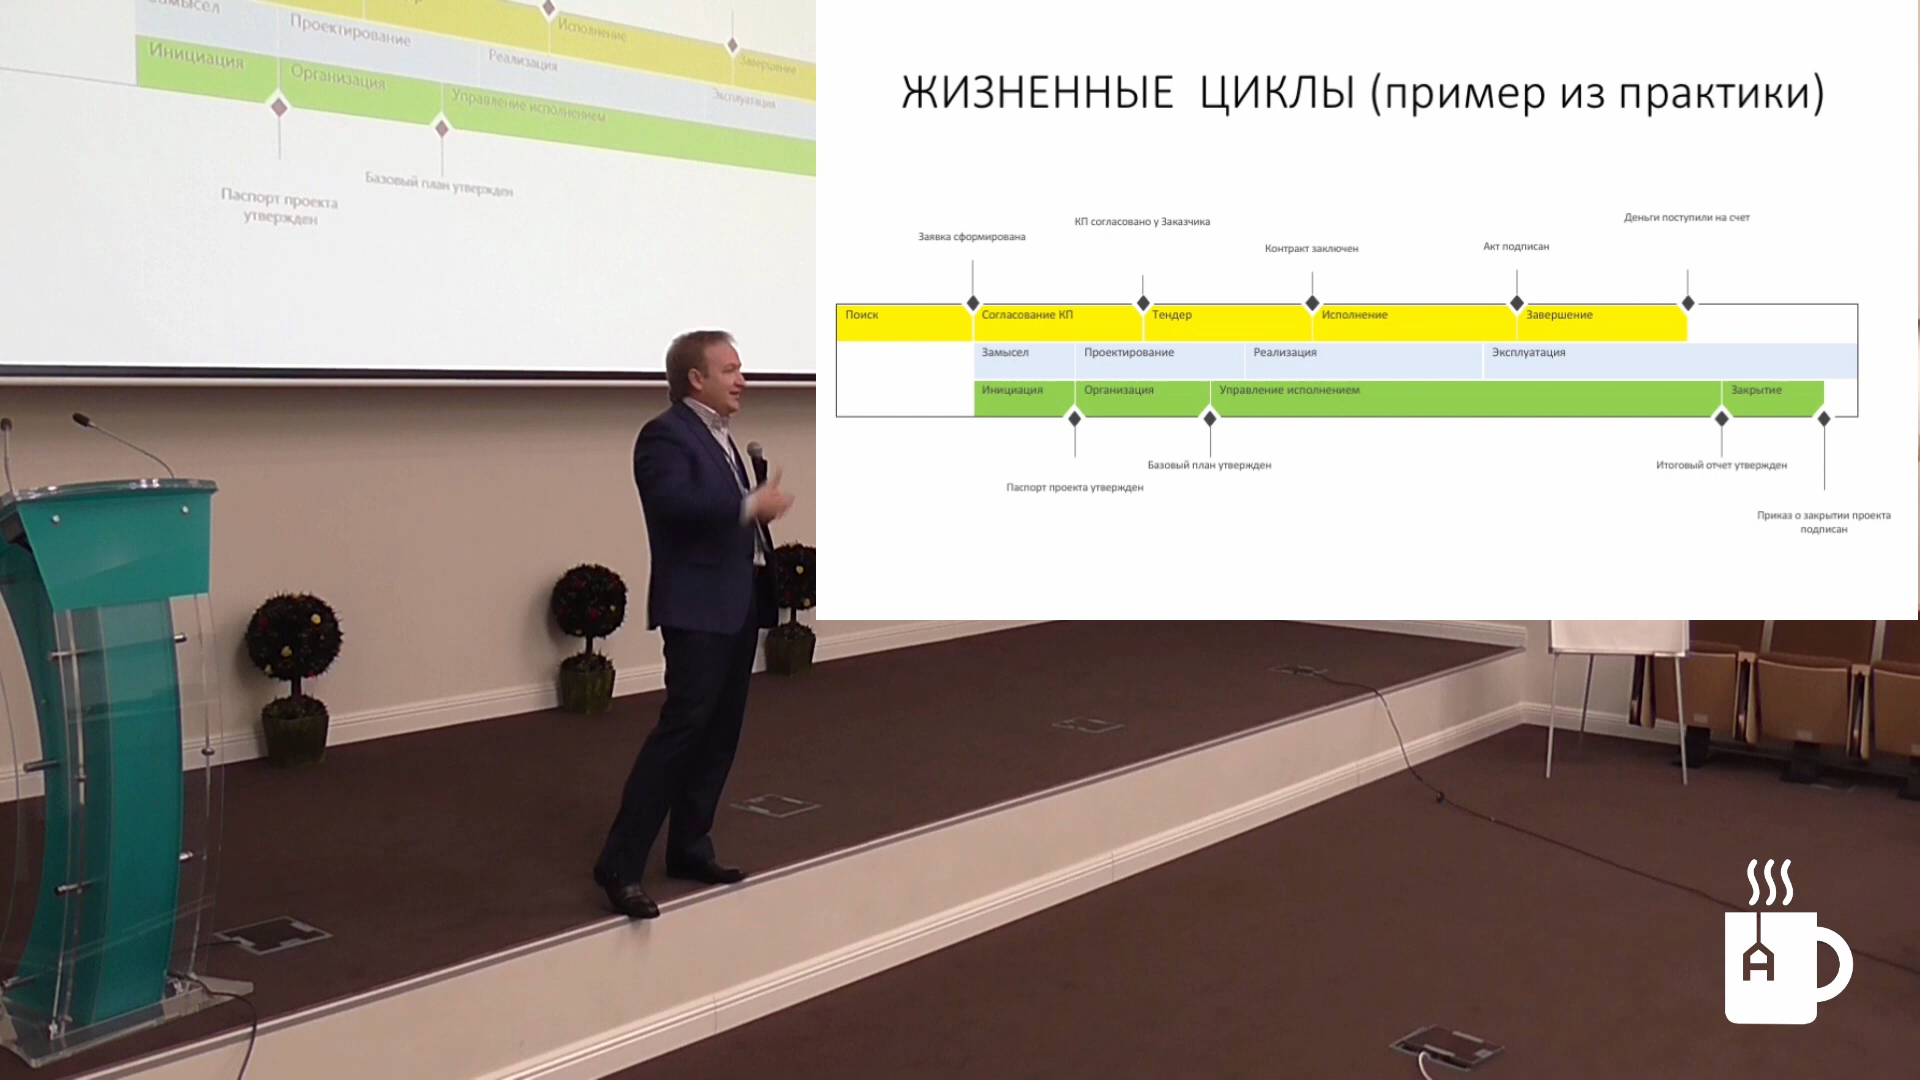 Замысел
Проектирование
Исполнение
Реализация
Завершение
Эксплуатация
Инициация
Организация
Управление исполнением
Паспорт проекта
утвержден
Базовый план утвержден
ЖИЗНЕННЫЕ ЦИКЛЫ (пример из практики)
Заявка сформирована
КП согласовано у Заказчика
Контракт заключен
Акт подписан
Деньги поступили на счет
Поиск
Согласование КП
Тендер
Исполнение
Завершение
Замысел
Проектирование
Реализация
Эксплуатация
Инициация
Организация
Управление исполнением
Закрытие
Паспорт проекта утвержден
Базовый план утвержден
Итоговый отчет утвержден
Приказ о закрытии проекта
подписан
A